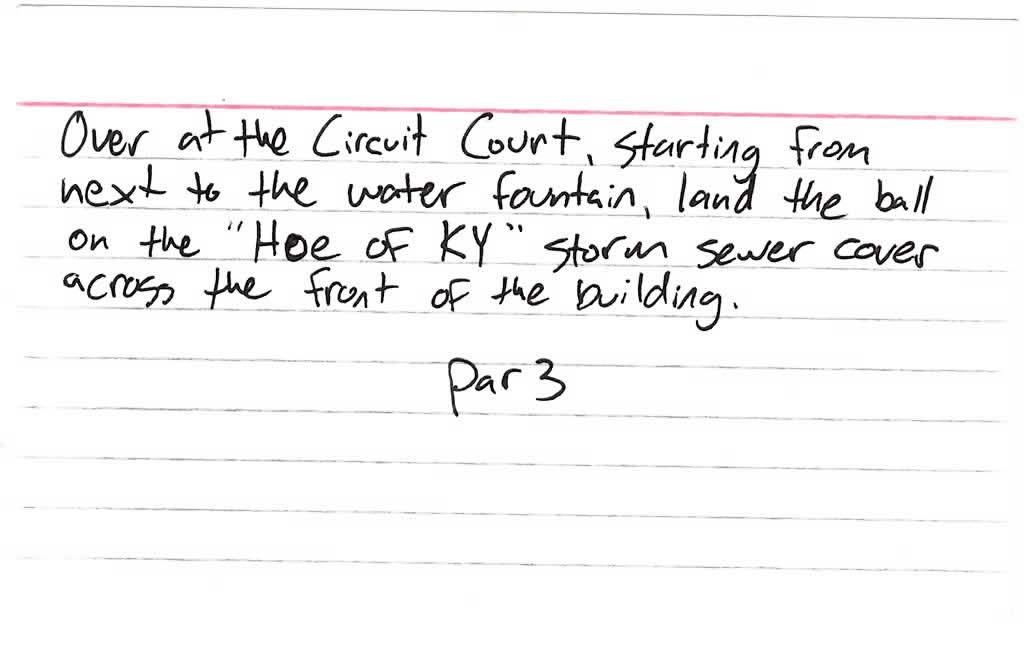 Over at the Circuit Court, starting from
next to the water fountain, land the ball
on the "Hoe of KY" storm sewer cover
across the front of the building.
Par 3